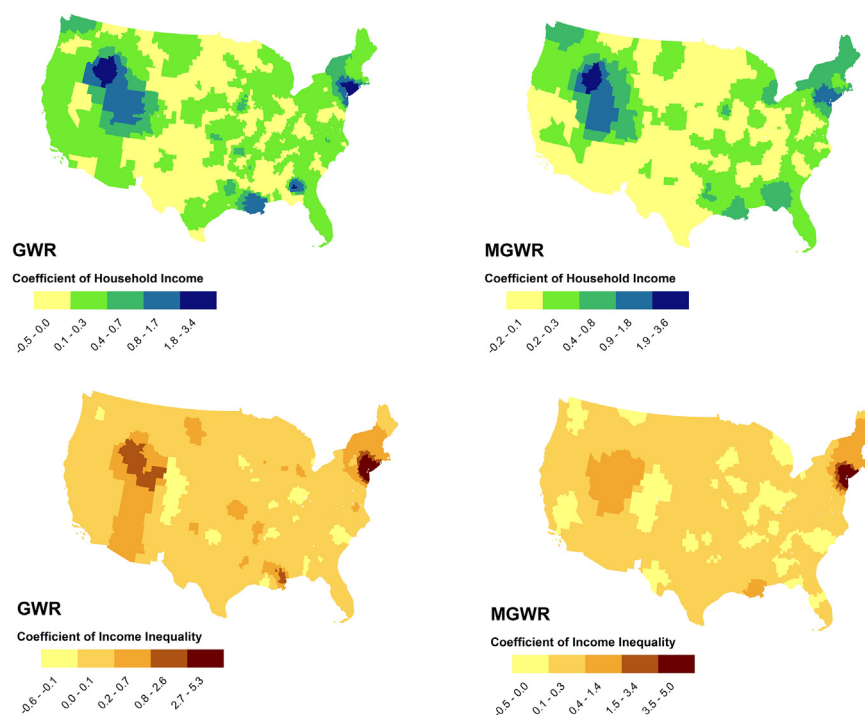 GWR
Coefficient of Household Income
-0.5 - 0.0
0.1 - 0.3
0.4 - 0.7
0.8 - 1.7
1.8 - 3.4
MGWR
Coefficient of Household Income
-0.2 - 0.1
0.2 - 0.3
0.4 - 0.8
0.9 - 1.8
1.9 - 3.6
GWR
Coefficient of Income Inequality
-0.6 - -0.1
0.0 - 0.1
0.2 - 0.7
0.8 - 2.6
2.7 - 5.3
MGWR
Coefficient of Income Inequality
-0.5 - 0.0
0.1 - 0.3
0.4 - 1.4
1.5 - 3.4
3.5 - 5.0